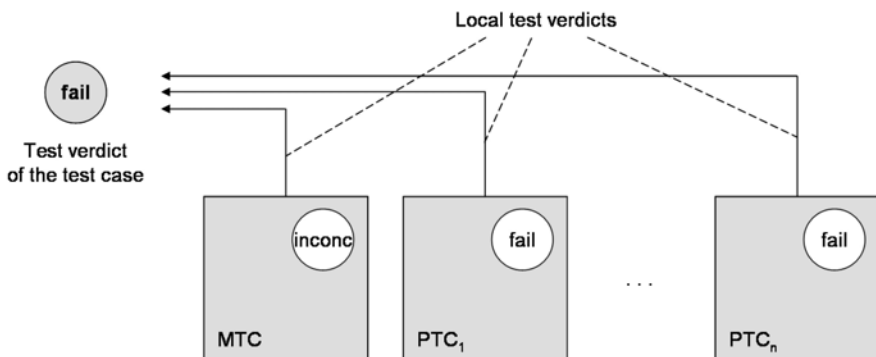 Local test verdicts
fail
Test verdict
of the test case
inconc
fail
fail
. . .
MTC
PTC1
PTCn